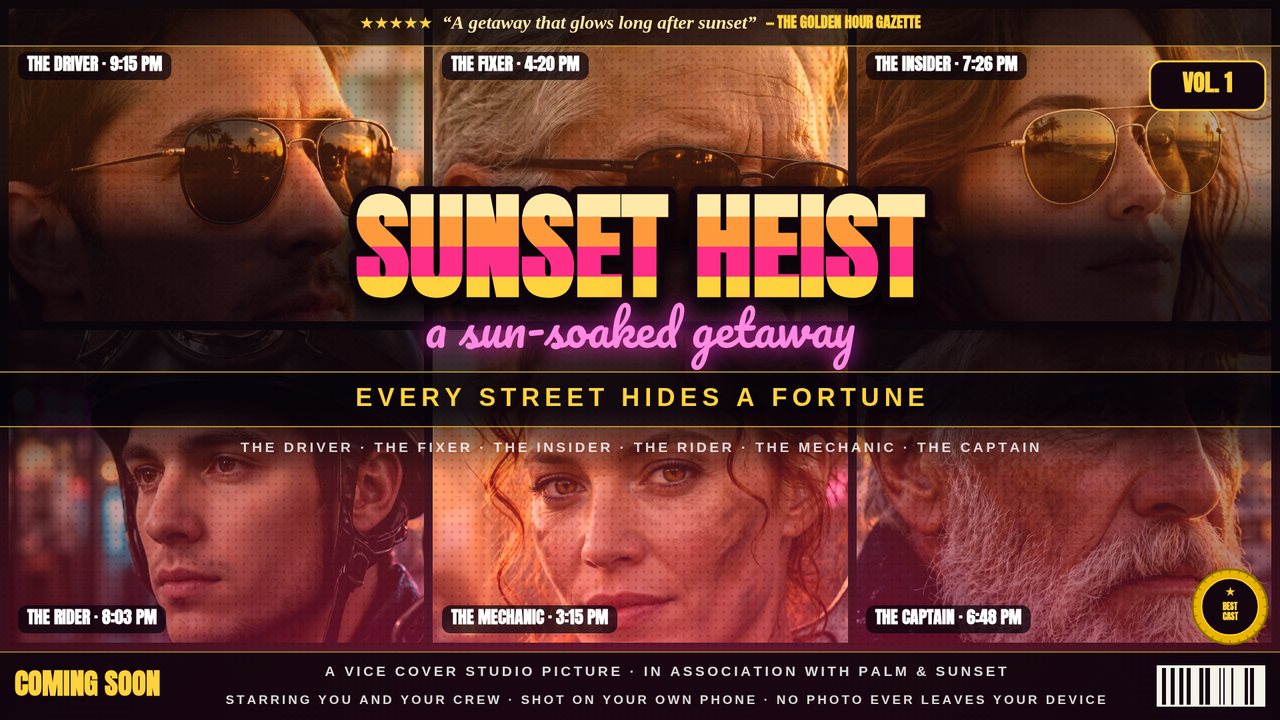 ★★★★★ “A getaway that glows long after sunset” – THE GOLDEN HOUR GAZETTE
THE DRIVER · 9:15 PM
THE FIXER · 4:20 PM
THE INSIDER · 7:26 PM
VOL. 1
SUNSET HEIST
a sun-soaked getaway
EVERY STREET HIDES A FORTUNE
THE DRIVER · THE FIXER · THE INSIDER · THE RIDER · THE MECHANIC · THE CAPTAIN
THE RIDER · 8:03 PM
THE MECHANIC · 3:15 PM
THE CAPTAIN · 6:48 PM
★
BEST
CAST
COMING SOON
A VICE COVER STUDIO PICTURE · IN ASSOCIATION WITH PALM & SUNSET
STARRING YOU AND YOUR CREW · SHOT ON YOUR OWN PHONE · NO PHOTO EVER LEAVES YOUR DEVICE